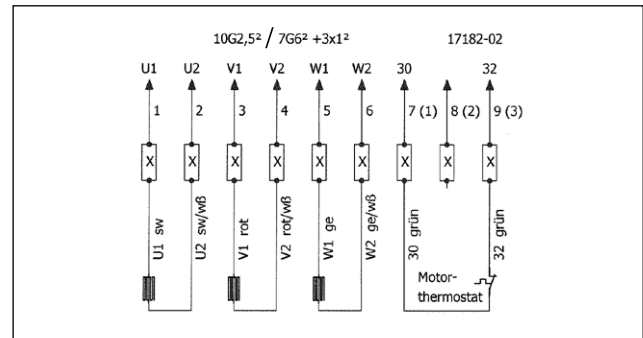 10G2,5² / 7G6² +3x1² 17182-02
U1 U2 V1 V2 W1 W2 30 32
1 2 3 4 5 6 7 (1) 8 (2) 9 (3)
X X X X X X X X X
U1 sw
U2 sw/wß
V1 rot
V2 rot/wß
W1 ge
W2 ge/wß
30 grün
32 grün
Motor-
thermostat